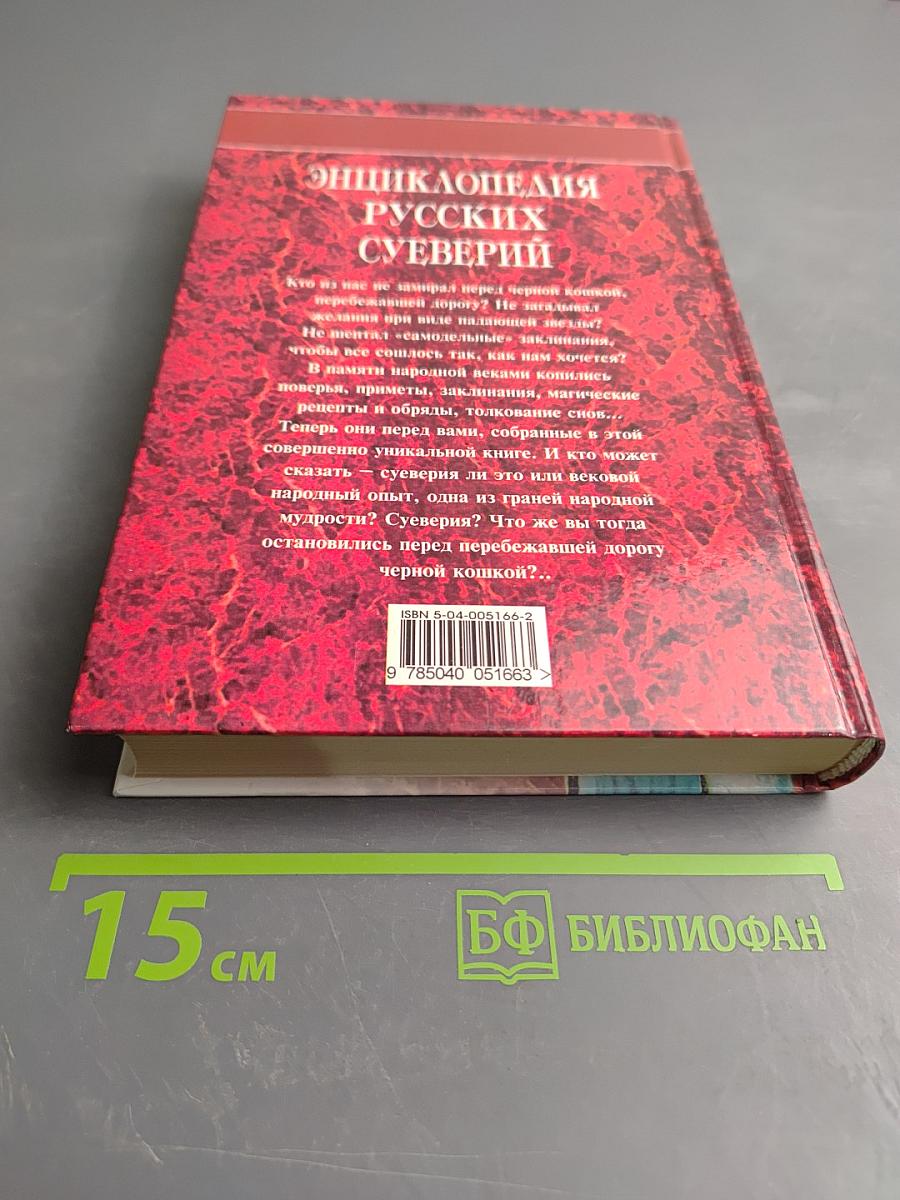 ЭНЦИКЛОПЕДИЯ
РУССКИХ
СУЕВЕРИЙ
Кто из нас не замирал перед черной кошкой,
перебежавшей дорогу? Не загадывал
желания при виде падающей звезды?
Не шептал «самодельные» заклинания,
чтобы все сошлось так, как нам хочется?
В памяти народной веками копились
поверья, приметы, заклинания, магические
рецепты и обряды, толкование снов...
Теперь они перед вами, собранные в этой
совершенно уникальной книге. И кто может
сказать — суеверия ли это или вековой
народный опыт, одна из граней народной
мудрости? Суеверия? Что же вы тогда
остановились перед перебежавшей дорогу
черной кошкой?..
ISBN 5-04-005166-2
9 785040 051663 >
15 см
БФ БИБЛИОФАН